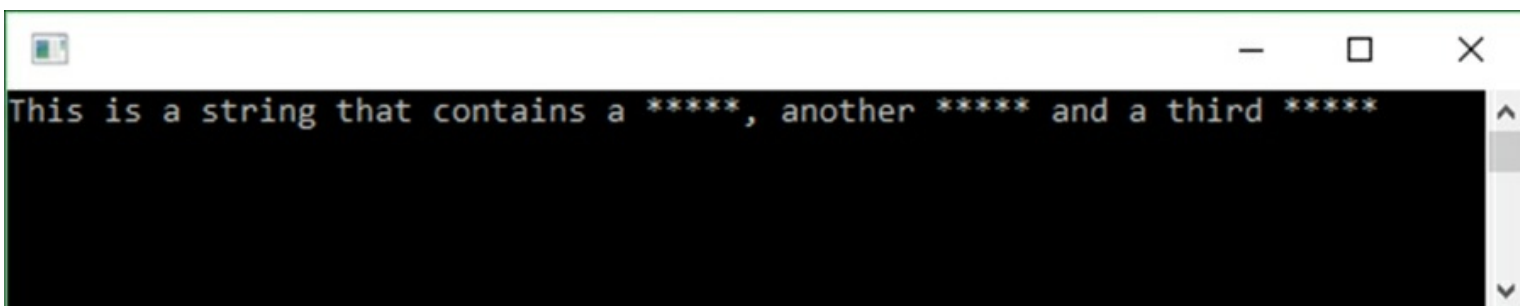 This is a string that contains a *****, another ***** and a third *****